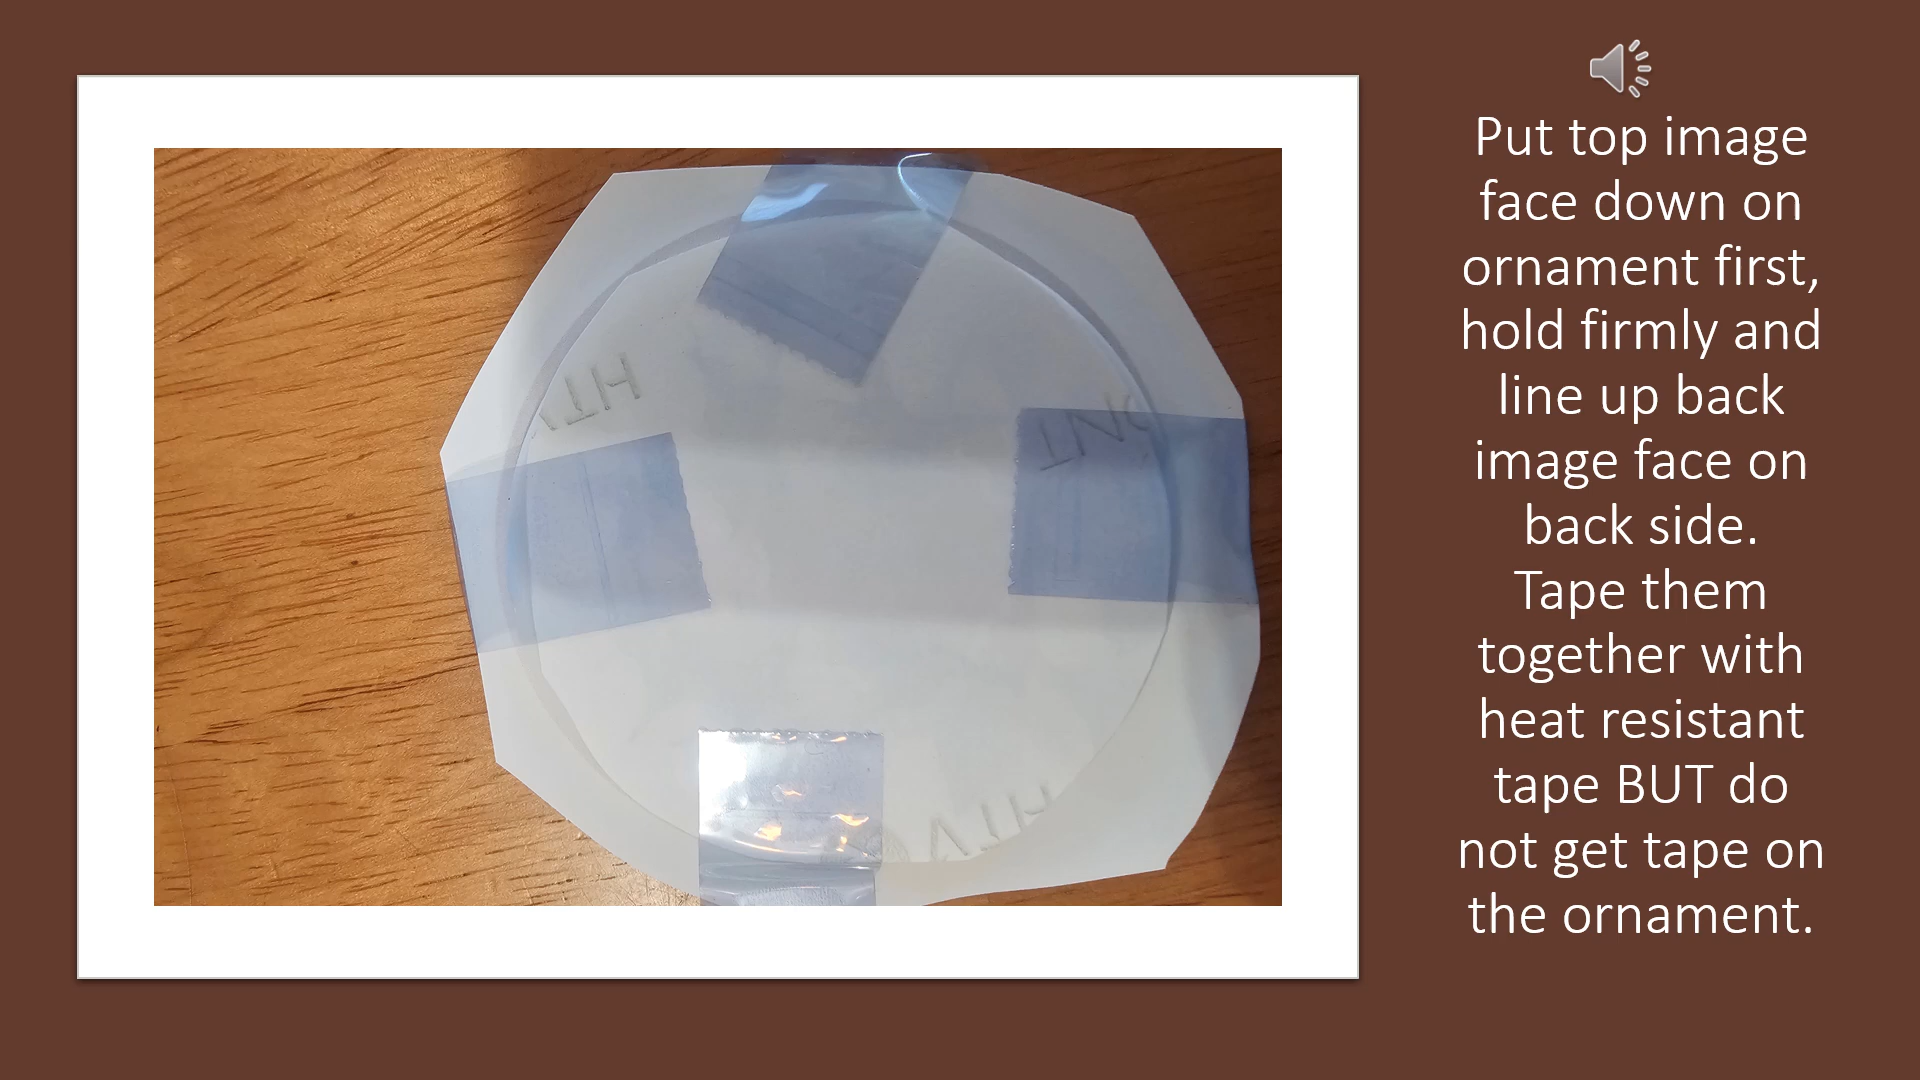 Put top image
face down on
ornament first,
hold firmly and
line up back
image face on
back side.
Tape them
together with
heat resistant
tape BUT do
not get tape on
the ornament.